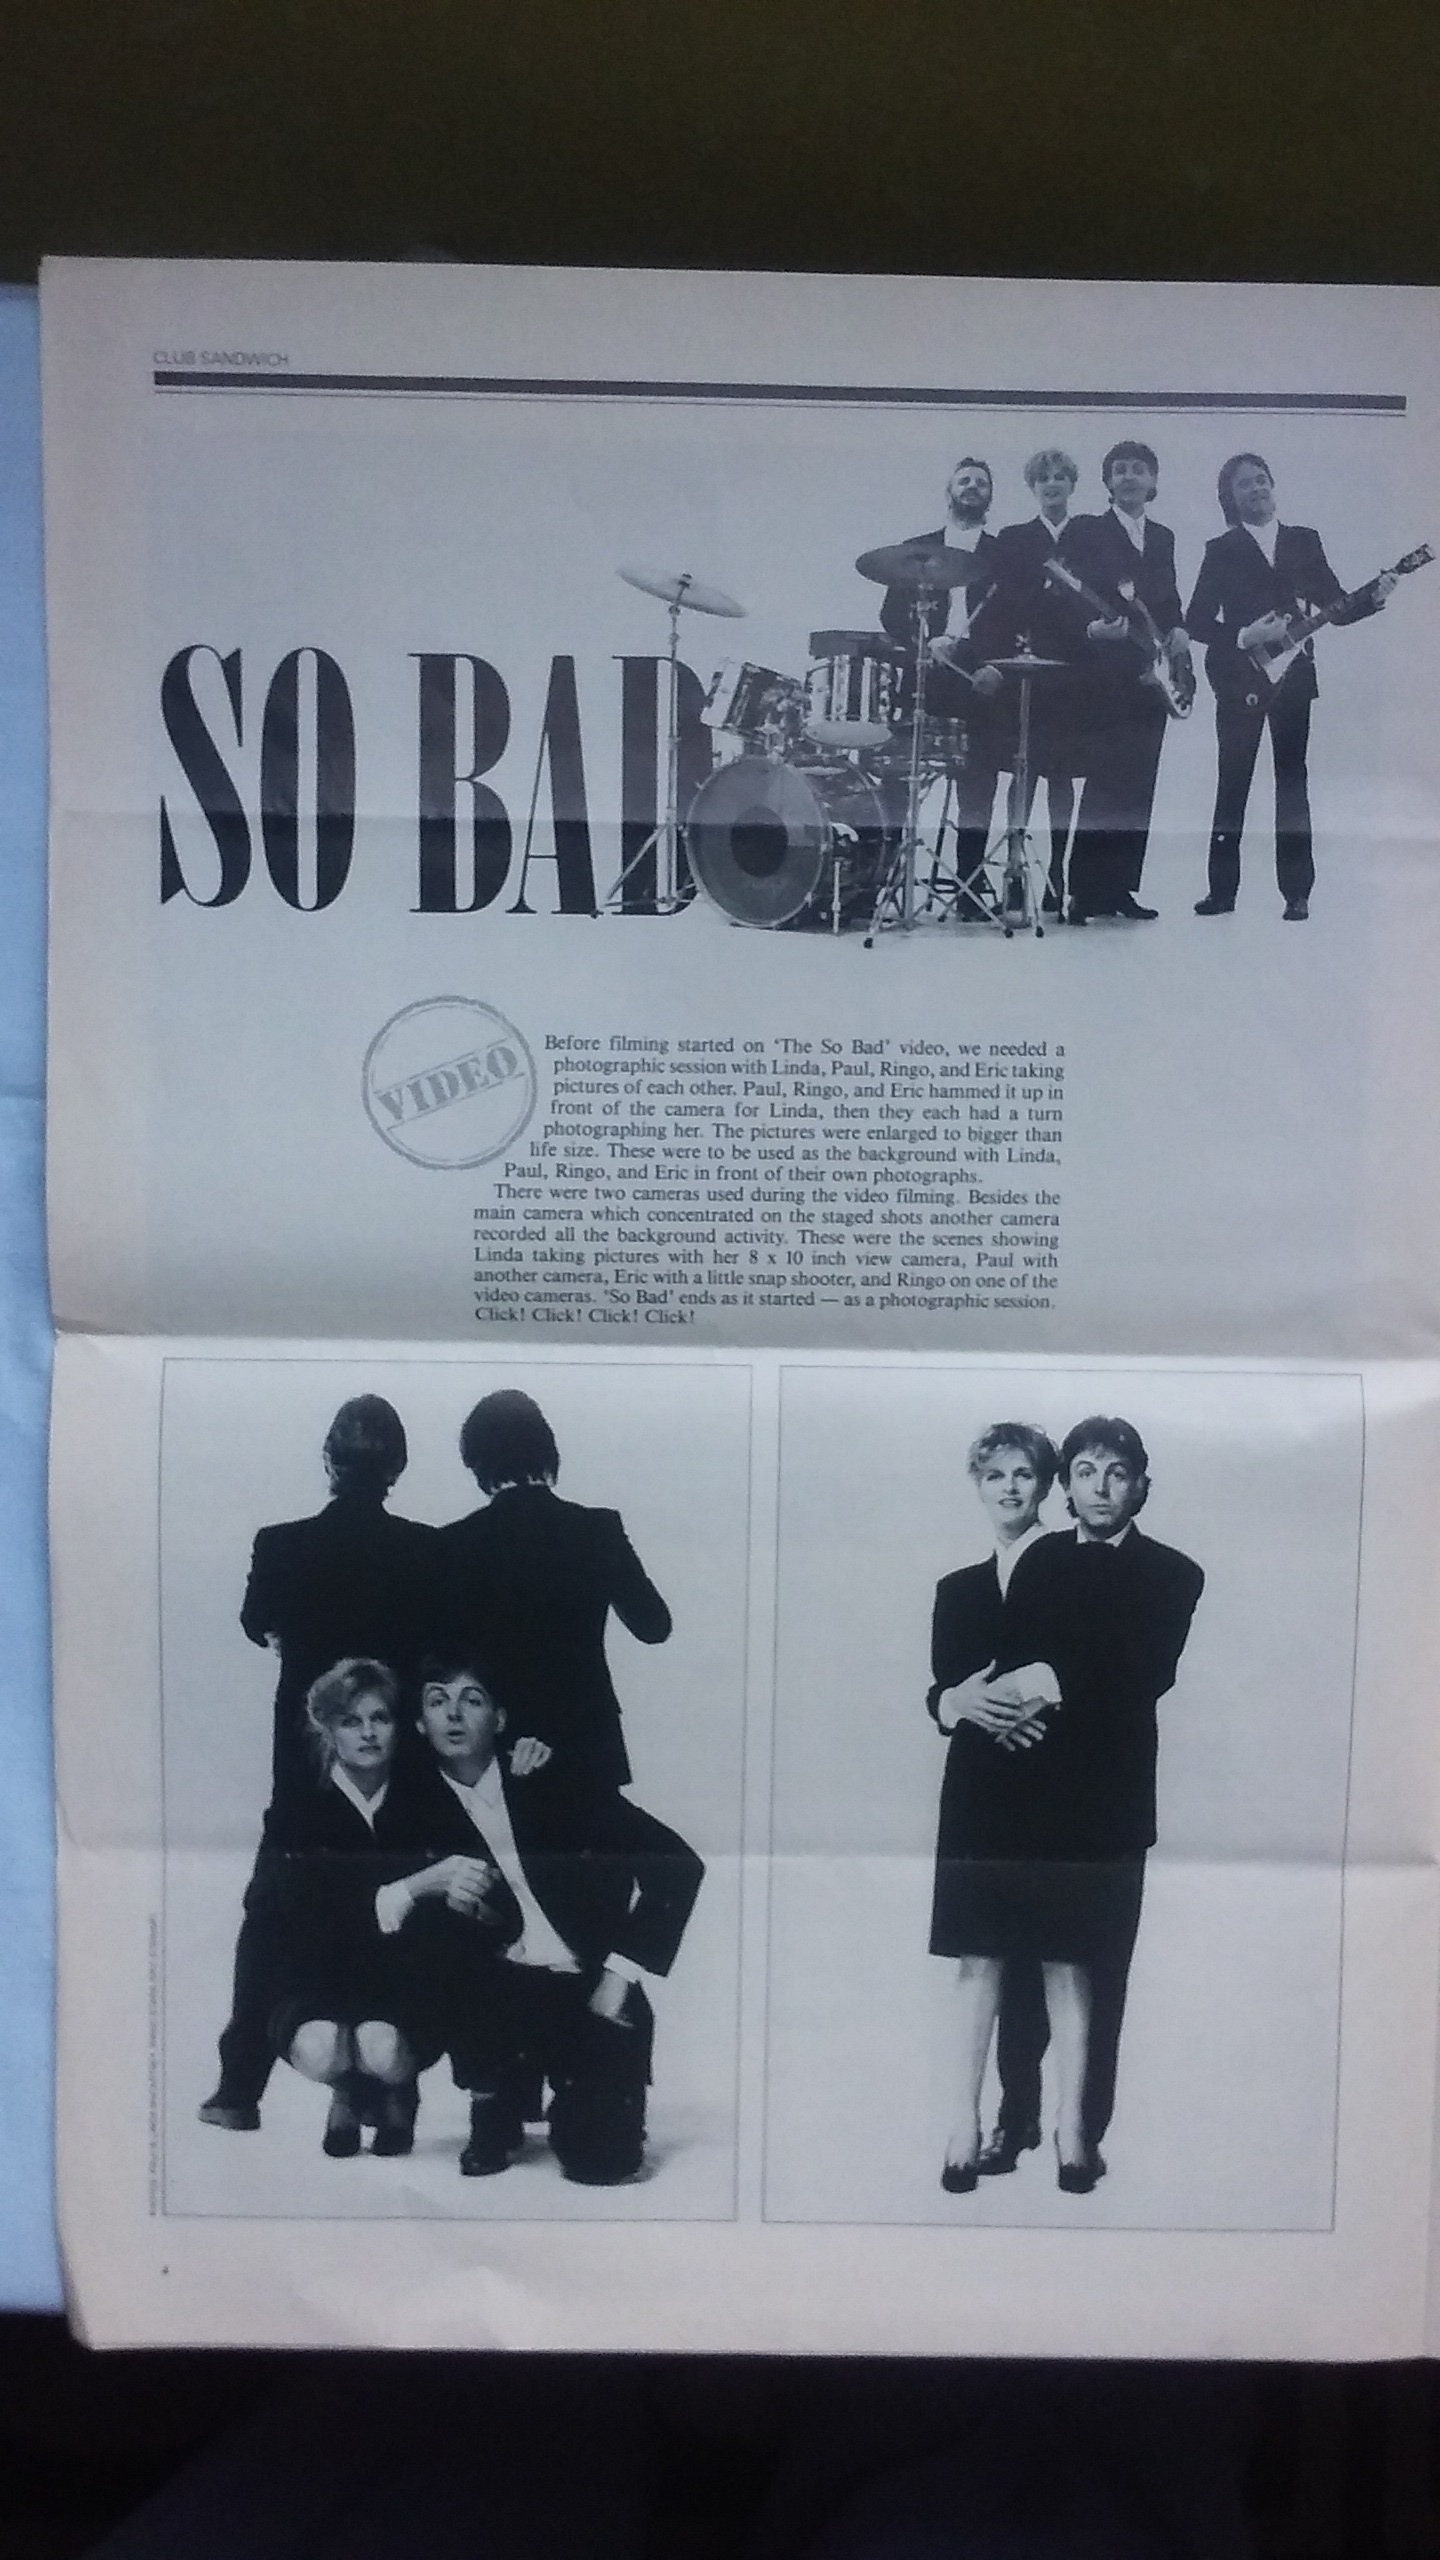 CLUB SANDWICH
SO BAD
VIDEO
Before filming started on 'The So Bad' video, we needed a
photographic session with Linda, Paul, Ringo, and Eric taking
pictures of each other. Paul, Ringo, and Eric hammed it up in
front of the camera for Linda, then they each had a turn
photographing her. The pictures were enlarged to bigger than
life size. These were to be used as the background with Linda,
Paul, Ringo, and Eric in front of their own photographs.
There were two cameras used during the video filming. Besides the
main camera which concentrated on the staged shots another camera
recorded all the background activity. These were the scenes showing
Linda taking pictures with her 8 x 10 inch view camera, Paul with
another camera, Eric with a little snap shooter, and Ringo on one of the
video cameras. 'So Bad' ends as it started — as a photographic session.
Click! Click! Click! Click!